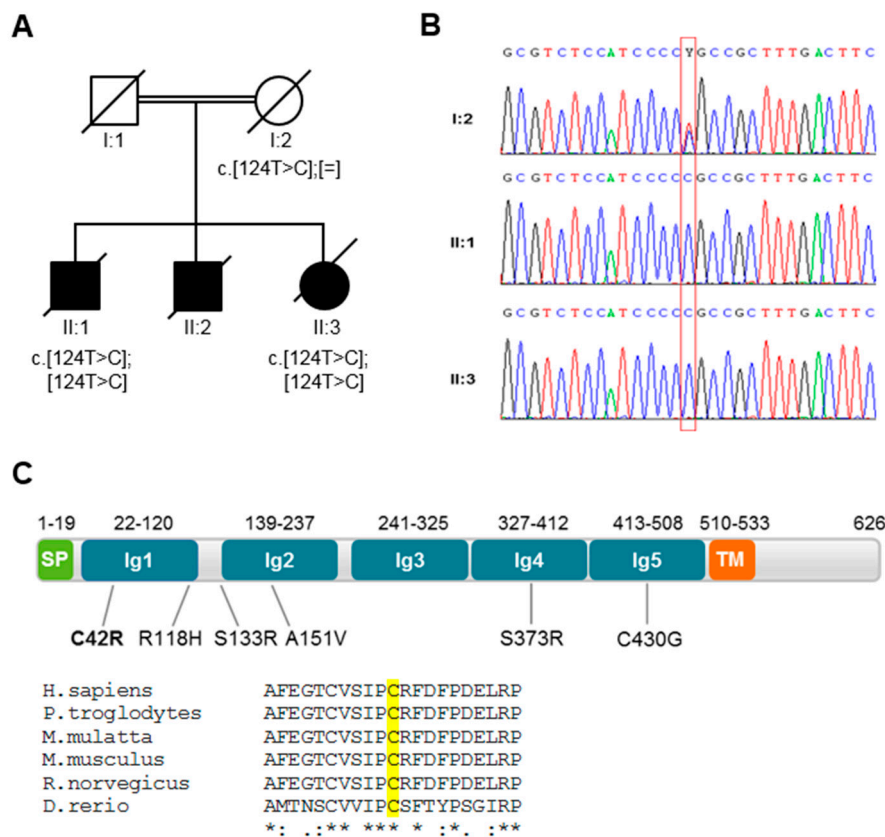 A
I:1
I:2
c.[124T>C];[=]
II:1
II:2
II:3
c.[124T>C];
[124T>C]
c.[124T>C];
[124T>C]
B
G C G T C T C C A T C C C C Y G C C G C T T T G A C T T C
I:2
G C G T C T C C A T C C C C C G C C G C T T T G A C T T C
II:1
G C G T C T C C A T C C C C C G C C G C T T T G A C T T C
II:3
C
1-19 22-120 139-237 241-325 327-412 413-508 510-533 626
SP Ig1 Ig2 Ig3 Ig4 Ig5 TM
C42R R118H S133R A151V S373R C430G
H.sapiens AFEGTCVSIPCRFDFPDELRP
P.troglodytes AFEGTCVSIPCRFDFPDELRP
M.mulatta AFEGTCVSIPCRFDFPDELRP
M.musculus AFEGTCVSIPCRFDFPDELRP
R.norvegicus AFEGTCVSIPCRFDFPDELRP
D.rerio AMTNSCVVIPCSFTYPSGIRP
*: .:** *** * :*. :**